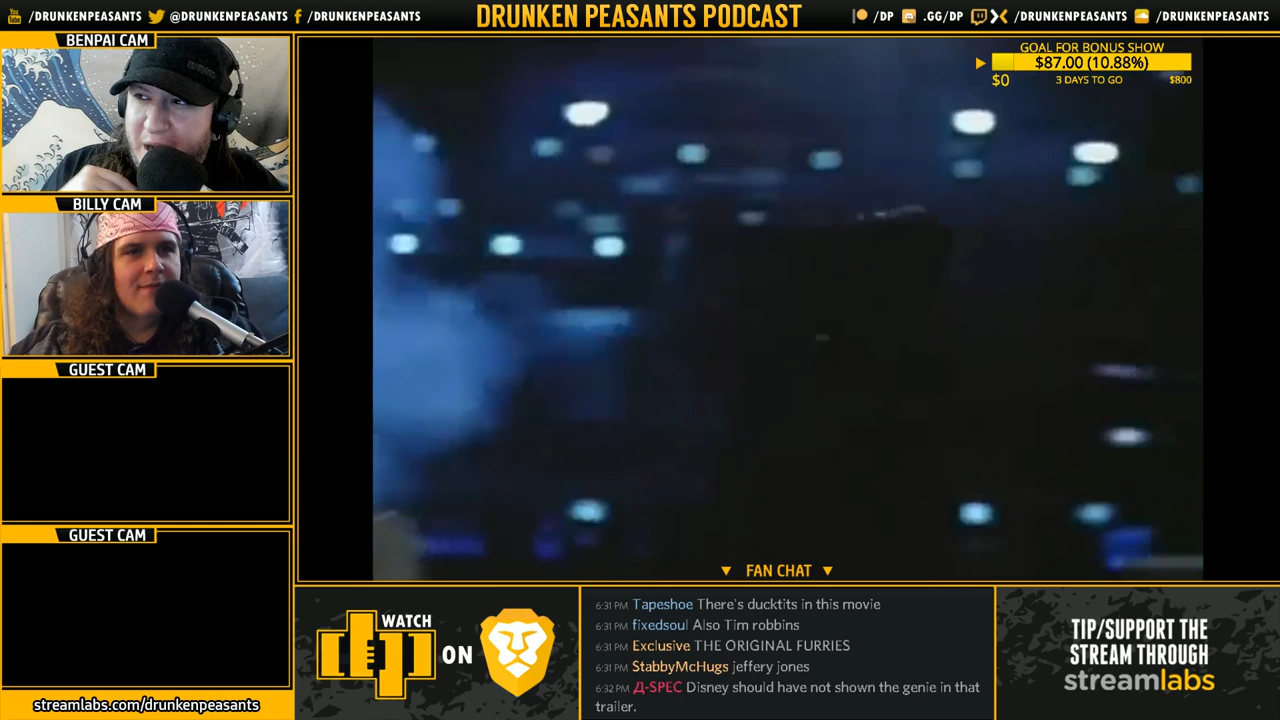 You Tube /DRUNKENPEASANTS @DRUNKENPEASANTS /DRUNKENPEASANTS
DRUNKEN PEASANTS PODCAST
/DP .GG/DP /DRUNKENPEASANTS /DRUNKENPEASANTS
BENPAI CAM
GOAL FOR BONUS SHOW
$87.00 (10.88%)
$0 3 DAYS TO GO $800
BILLY CAM
GUEST CAM
GUEST CAM
FAN CHAT
6:31 PM Tapeshoe There's ducktits in this movie
6:31 PM fixedsoul Also Tim robbins
6:31 PM Exclusive THE ORIGINAL FURRIES
6:31 PM StabbyMcHugs jeffery jones
6:32 PM Д-SPEC Disney should have not shown the genie in that
trailer.
WATCH
ON
TIP/SUPPORT THE
STREAM THROUGH
streamlabs
streamlabs.com/drunkenpeasants